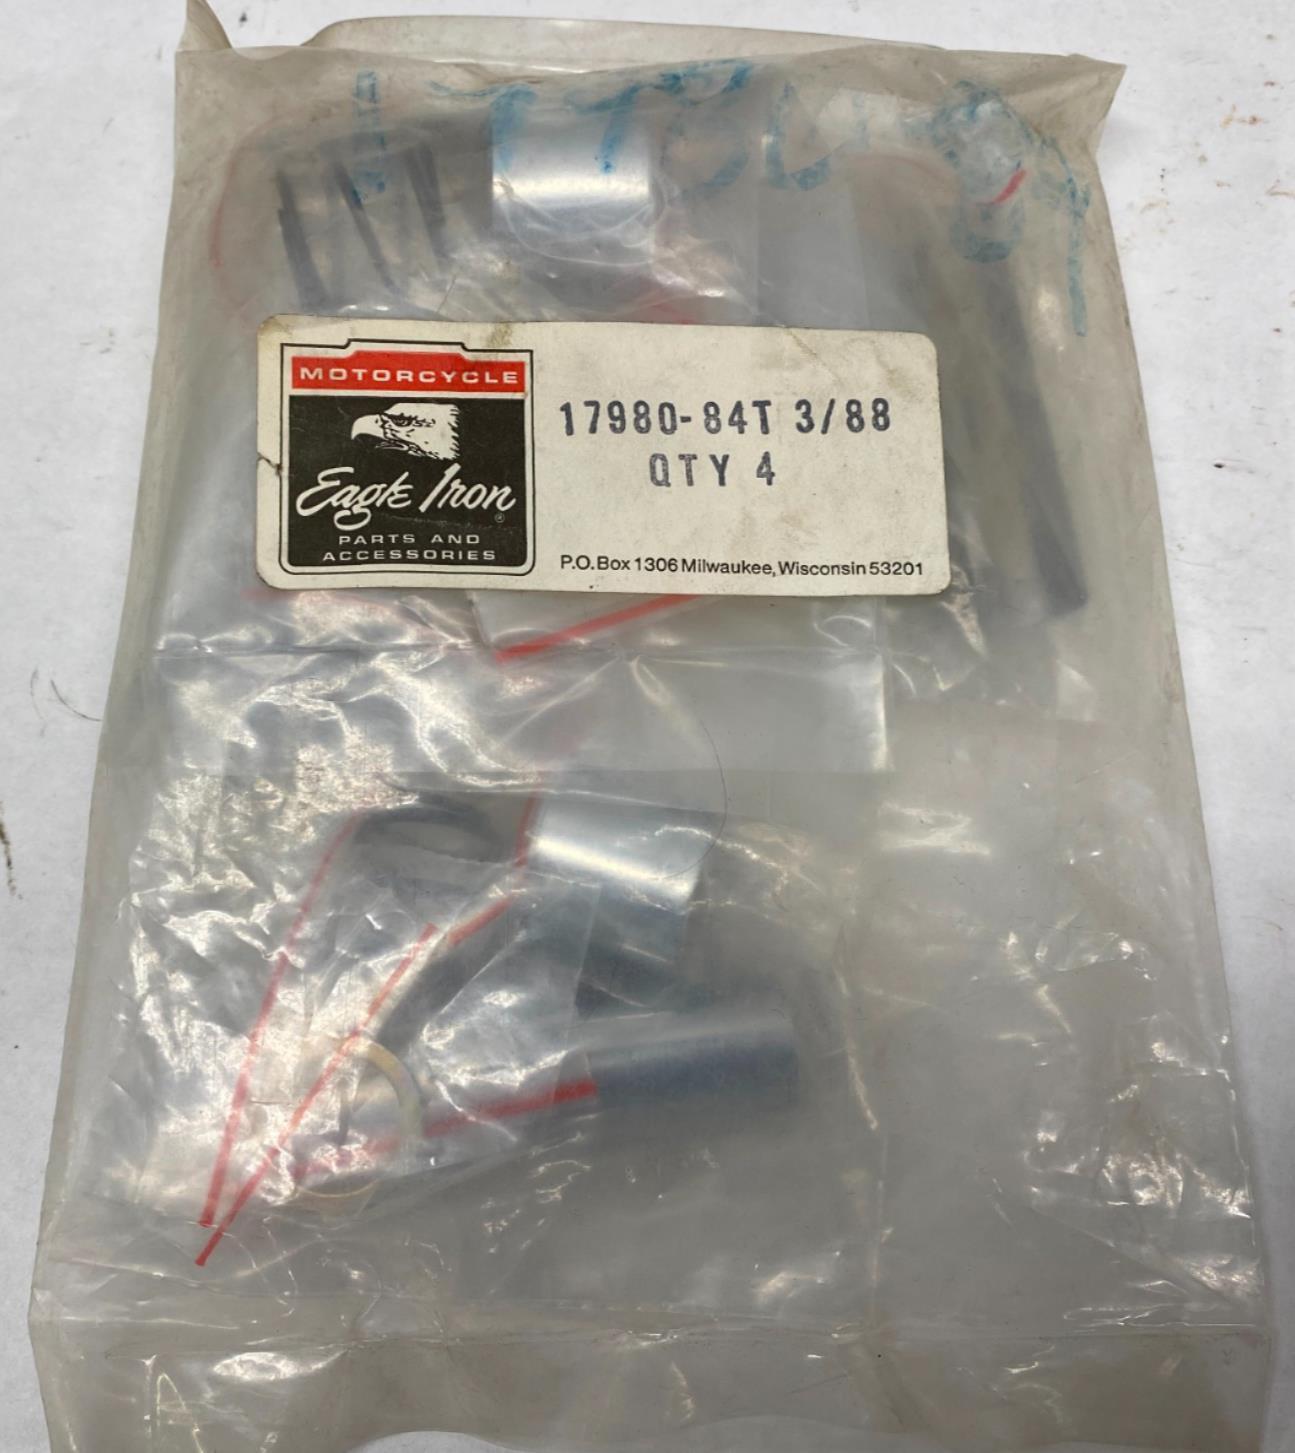 MOTORCYCLE
Eagle Iron ®
PARTS AND
ACCESSORIES
17980-84T 3/88
QTY 4
P.O. Box 1306 Milwaukee, Wisconsin 53201